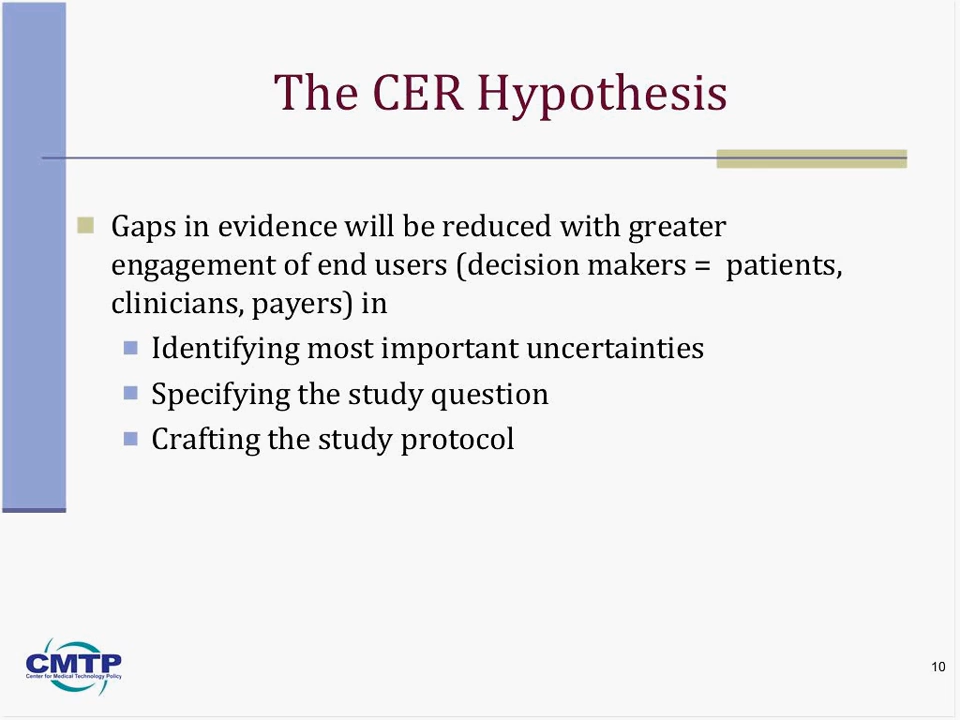 The CER Hypothesis
Gaps in evidence will be reduced with greater
engagement of end users (decision makers =  patients,
clinicians, payers) in
Identifying most important uncertainties
Specifying the study question
Crafting the study protocol
CMTP
Center for Medical Technology Policy
10